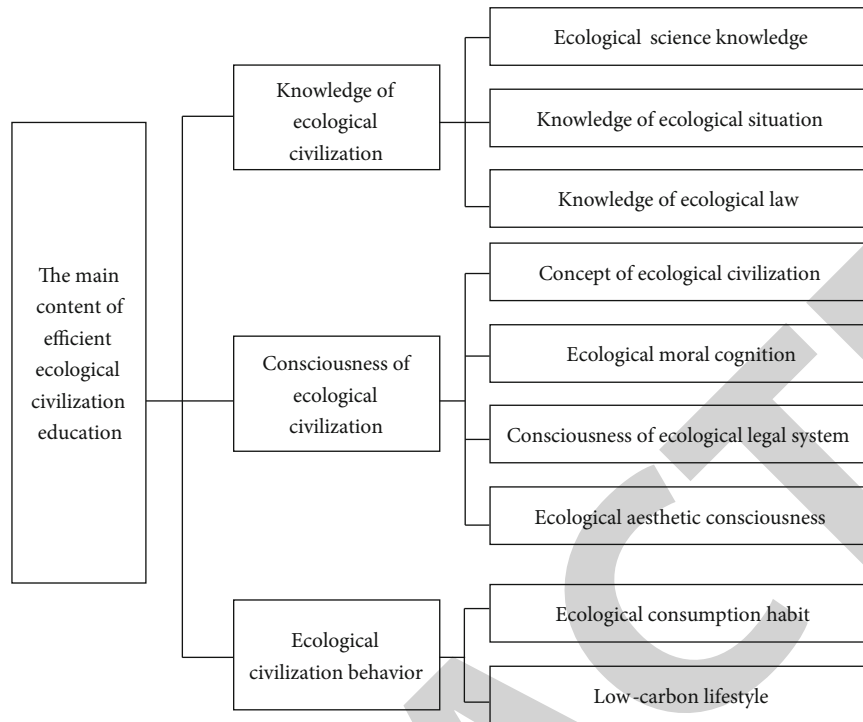 The main
content of
efficient
ecological
civilization
education
Knowledge of
ecological
civilization
Ecological science knowledge
Knowledge of ecological situation
Knowledge of ecological law
Consciousness of
ecological
civilization
Concept of ecological civilization
Ecological moral cognition
Consciousness of ecological legal system
Ecological aesthetic consciousness
Ecological
civilization behavior
Ecological consumption habit
Low-carbon lifestyle